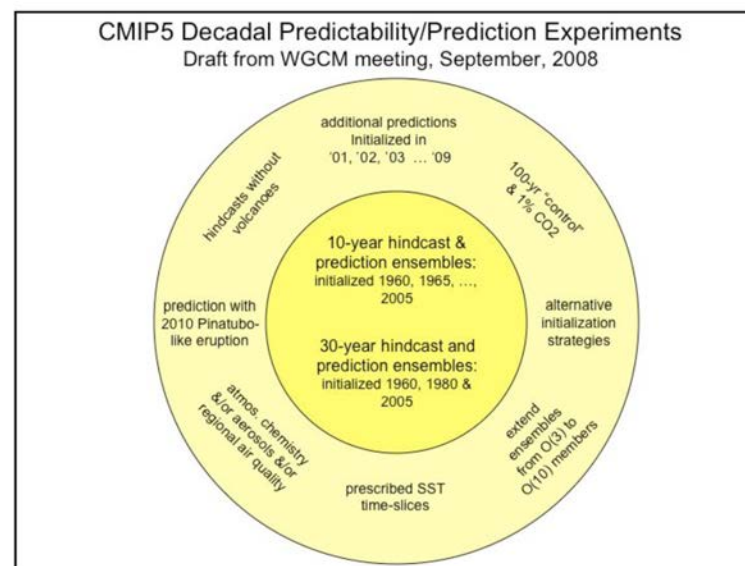 CMIP5 Decadal Predictability/Prediction Experiments
Draft from WGCM meeting, September, 2008
additional predictions
Initialized in
'01, '02, '03 ... '09
hindcasts without
volcanoes
100-yr "control"
& 1% CO2
10-year hindcast &
prediction ensembles:
initialized 1960, 1965, ...,
2005
prediction with
2010 Pinatubo-
like eruption
alternative
initialization
strategies
30-year hindcast and
prediction ensembles:
initialized 1960, 1980 &
2005
atmos. chemistry
&/or aerosols &/or
regional air quality
extend
ensembles
from O(3) to
O(10) members
prescribed SST
time-slices